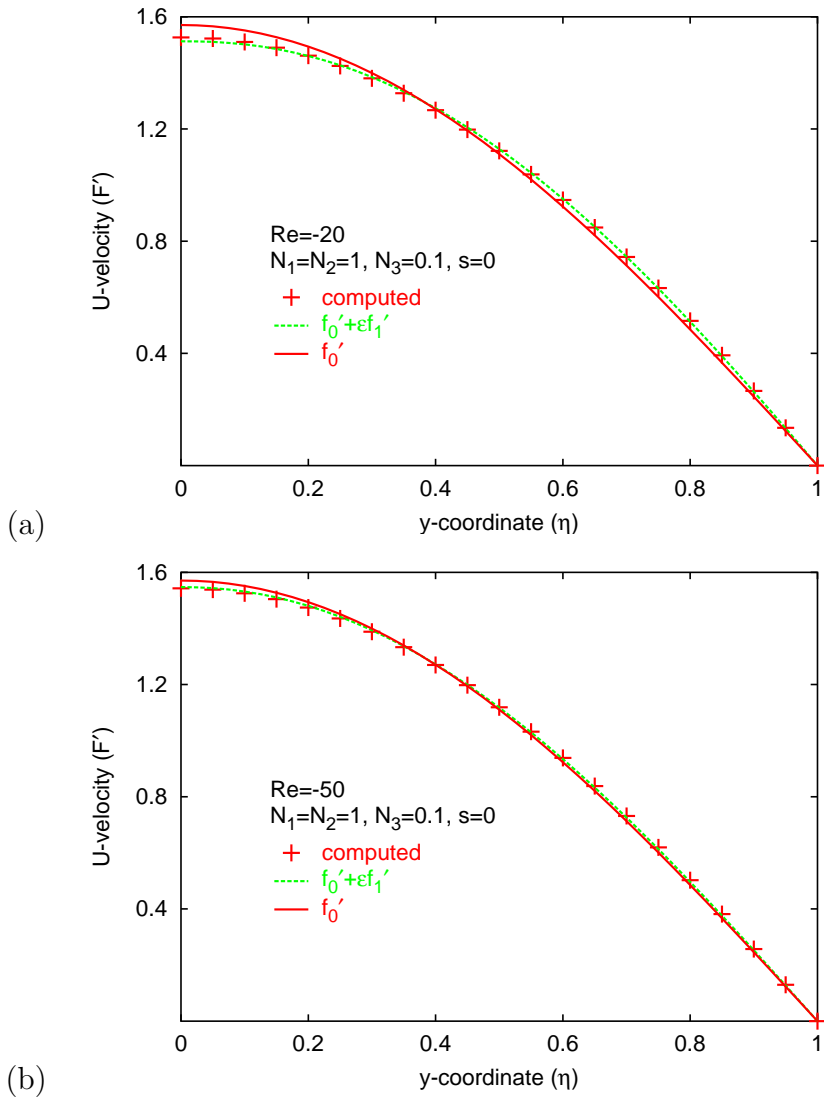 1.6
1.2
0.8
0.4
U-velocity (F′)
Re=-20
N₁=N₂=1, N₃=0.1, s=0
computed
f₀′+εf₁′
f₀′
0 0.2 0.4 0.6 0.8 1
y-coordinate (η)
(a)
1.6
1.2
0.8
0.4
U-velocity (F′)
Re=-50
N₁=N₂=1, N₃=0.1, s=0
computed
f₀′+εf₁′
f₀′
0 0.2 0.4 0.6 0.8 1
y-coordinate (η)
(b)